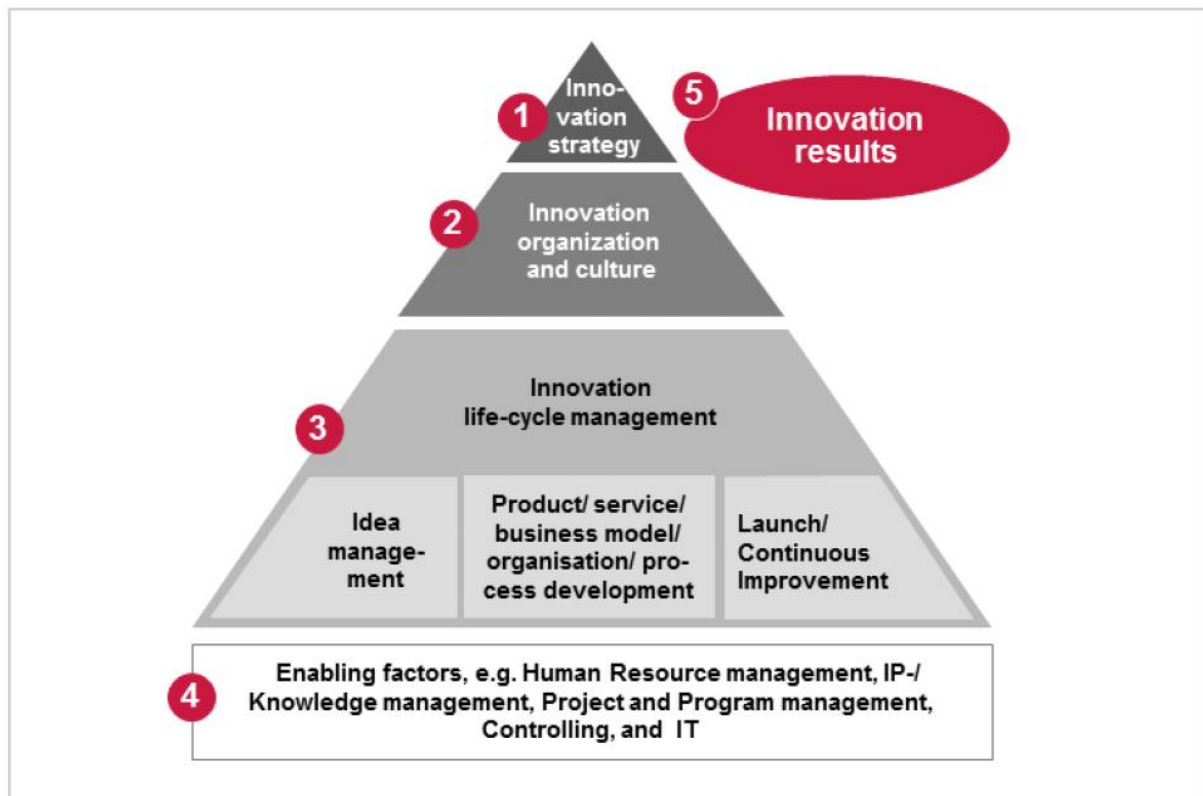 1
Inno-
vation
strategy
5
Innovation
results
2
Innovation
organization
and culture
3
Innovation
life-cycle management
Idea
manage-
ment
Product/ service/
business model/
organisation/ pro-
cess development
Launch/
Continuous
Improvement
4
Enabling factors, e.g. Human Resource management, IP-/
Knowledge management, Project and Program management,
Controlling, and IT